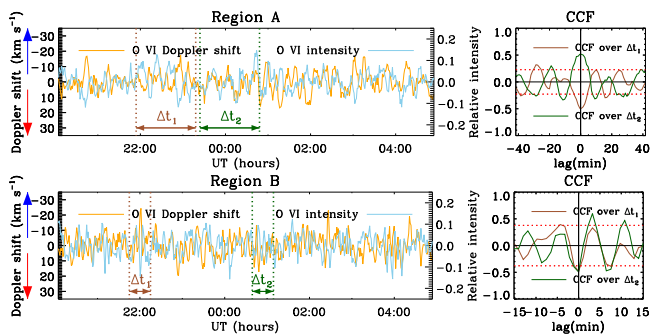 Region A
CCF
O VI Doppler shift
O VI intensity
Doppler shift (km s⁻¹)
-30
-20
-10
0
10
20
30
0.2
0.1
0.0
-0.1
-0.2
Relative intensity
Δt₁
Δt₂
22:00
00:00
02:00
04:00
UT (hours)
1.0
0.5
0.0
-0.5
-1.0
CCF over Δt₁
CCF over Δt₂
-40
-20
0
20
40
lag(min)
Region B
CCF
O VI Doppler shift
O VI intensity
Doppler shift (km s⁻¹)
-30
-20
-10
0
10
20
30
0.2
0.1
0.0
-0.1
-0.2
Relative intensity
Δt₁
Δt₂
22:00
00:00
02:00
04:00
UT (hours)
1.0
0.5
0.0
-0.5
-1.0
CCF over Δt₁
CCF over Δt₂
-15
-10
-5
0
5
10
15
lag(min)